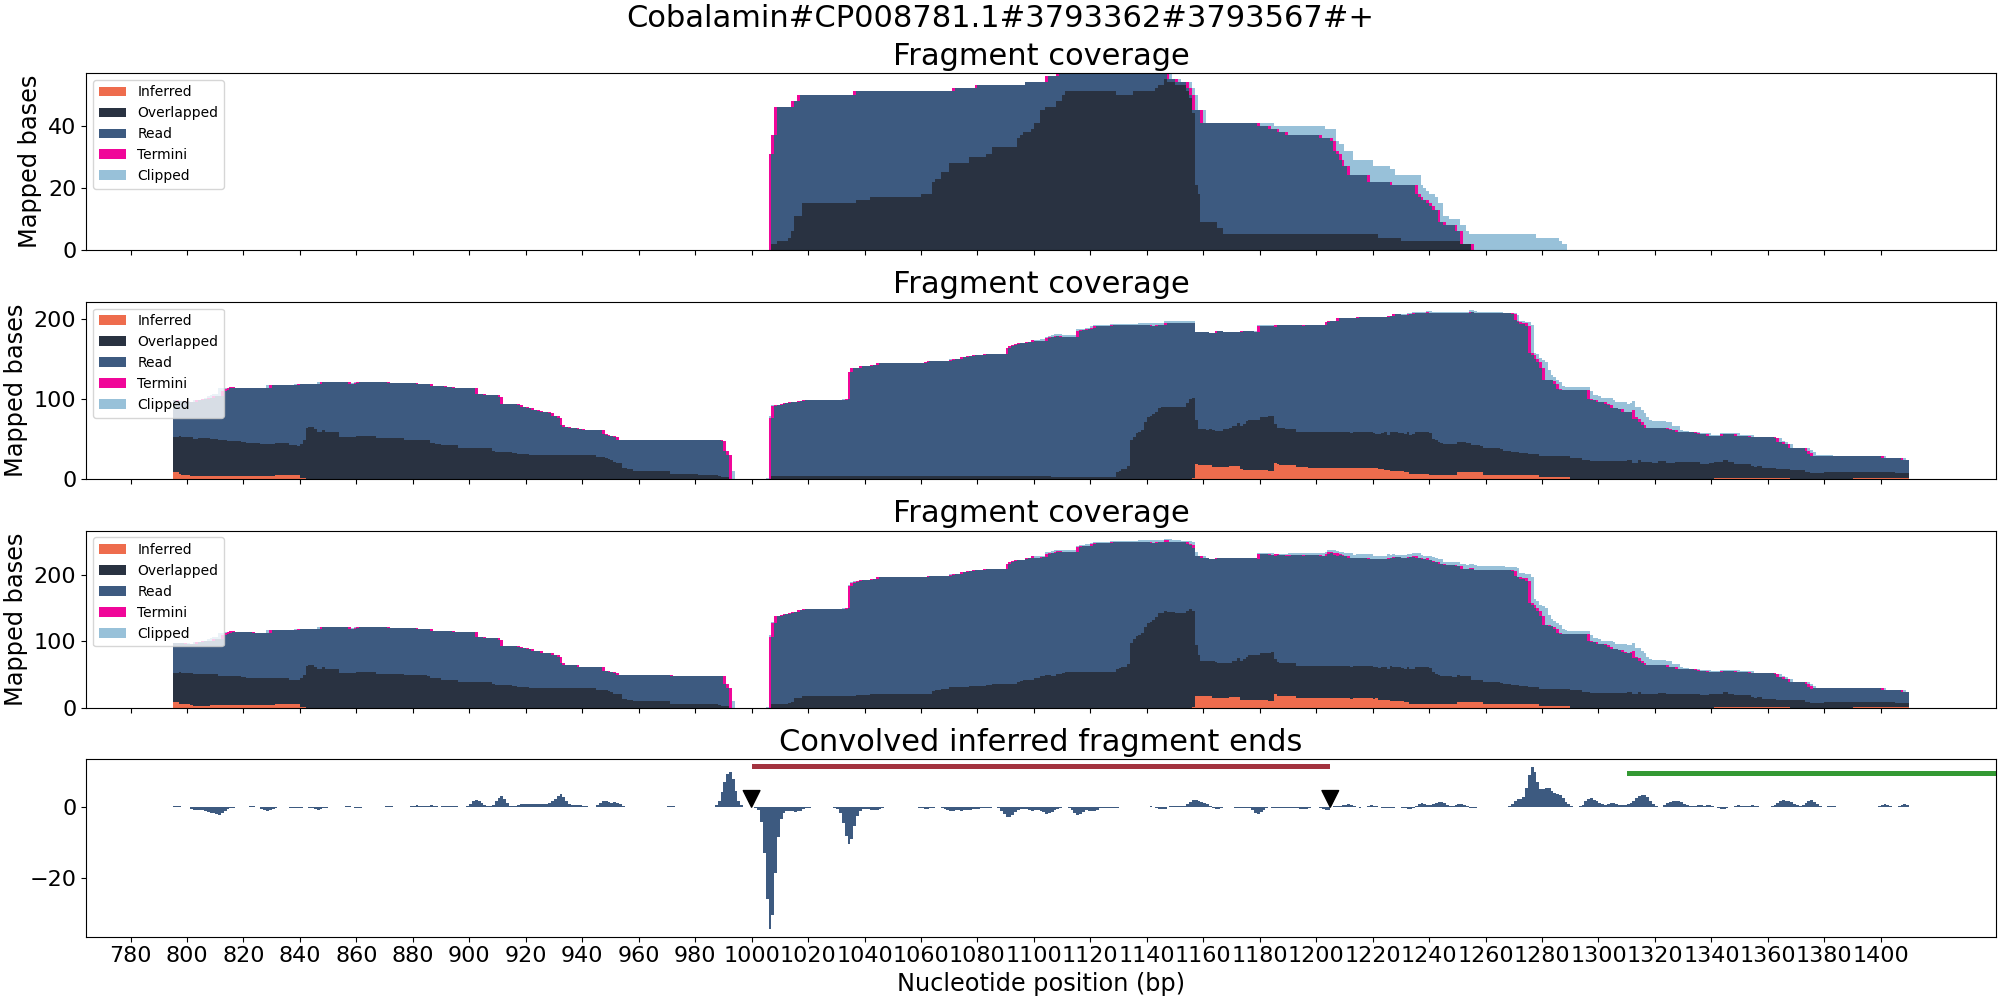 Cobalamin#CP008781.1#3793362#3793567#+
Fragment coverage
Mapped bases
40
20
0
Inferred
Overlapped
Read
Termini
Clipped
Fragment coverage
Mapped bases
200
100
0
Inferred
Overlapped
Read
Termini
Clipped
Fragment coverage
Mapped bases
200
100
0
Inferred
Overlapped
Read
Termini
Clipped
Convolved inferred fragment ends
0
−20
780 800 820 840 860 880 900 920 940 960 980 1000 1020 1040 1060 1080 1100 1120 1140 1160 1180 1200 1220 1240 1260 1280 1300 1320 1340 1360 1380 1400
Nucleotide position (bp)